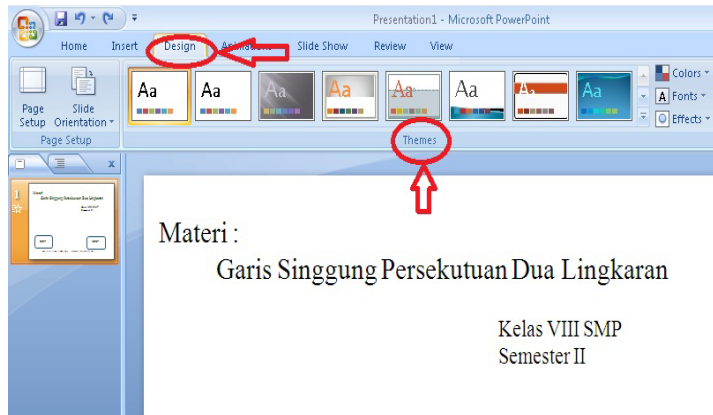 Presentation1 - Microsoft PowerPoint
Home Insert Design Animations Slide Show Review View
Aa Aa Aa Aa Aa Aa Aa Aa
Colors
Fonts
Effects
Page Setup
Slide Orientation
Page Setup
Themes
1
Materi :
Garis Singgung Persekutuan Dua Lingkaran
Kelas VIII SMP
Semester II